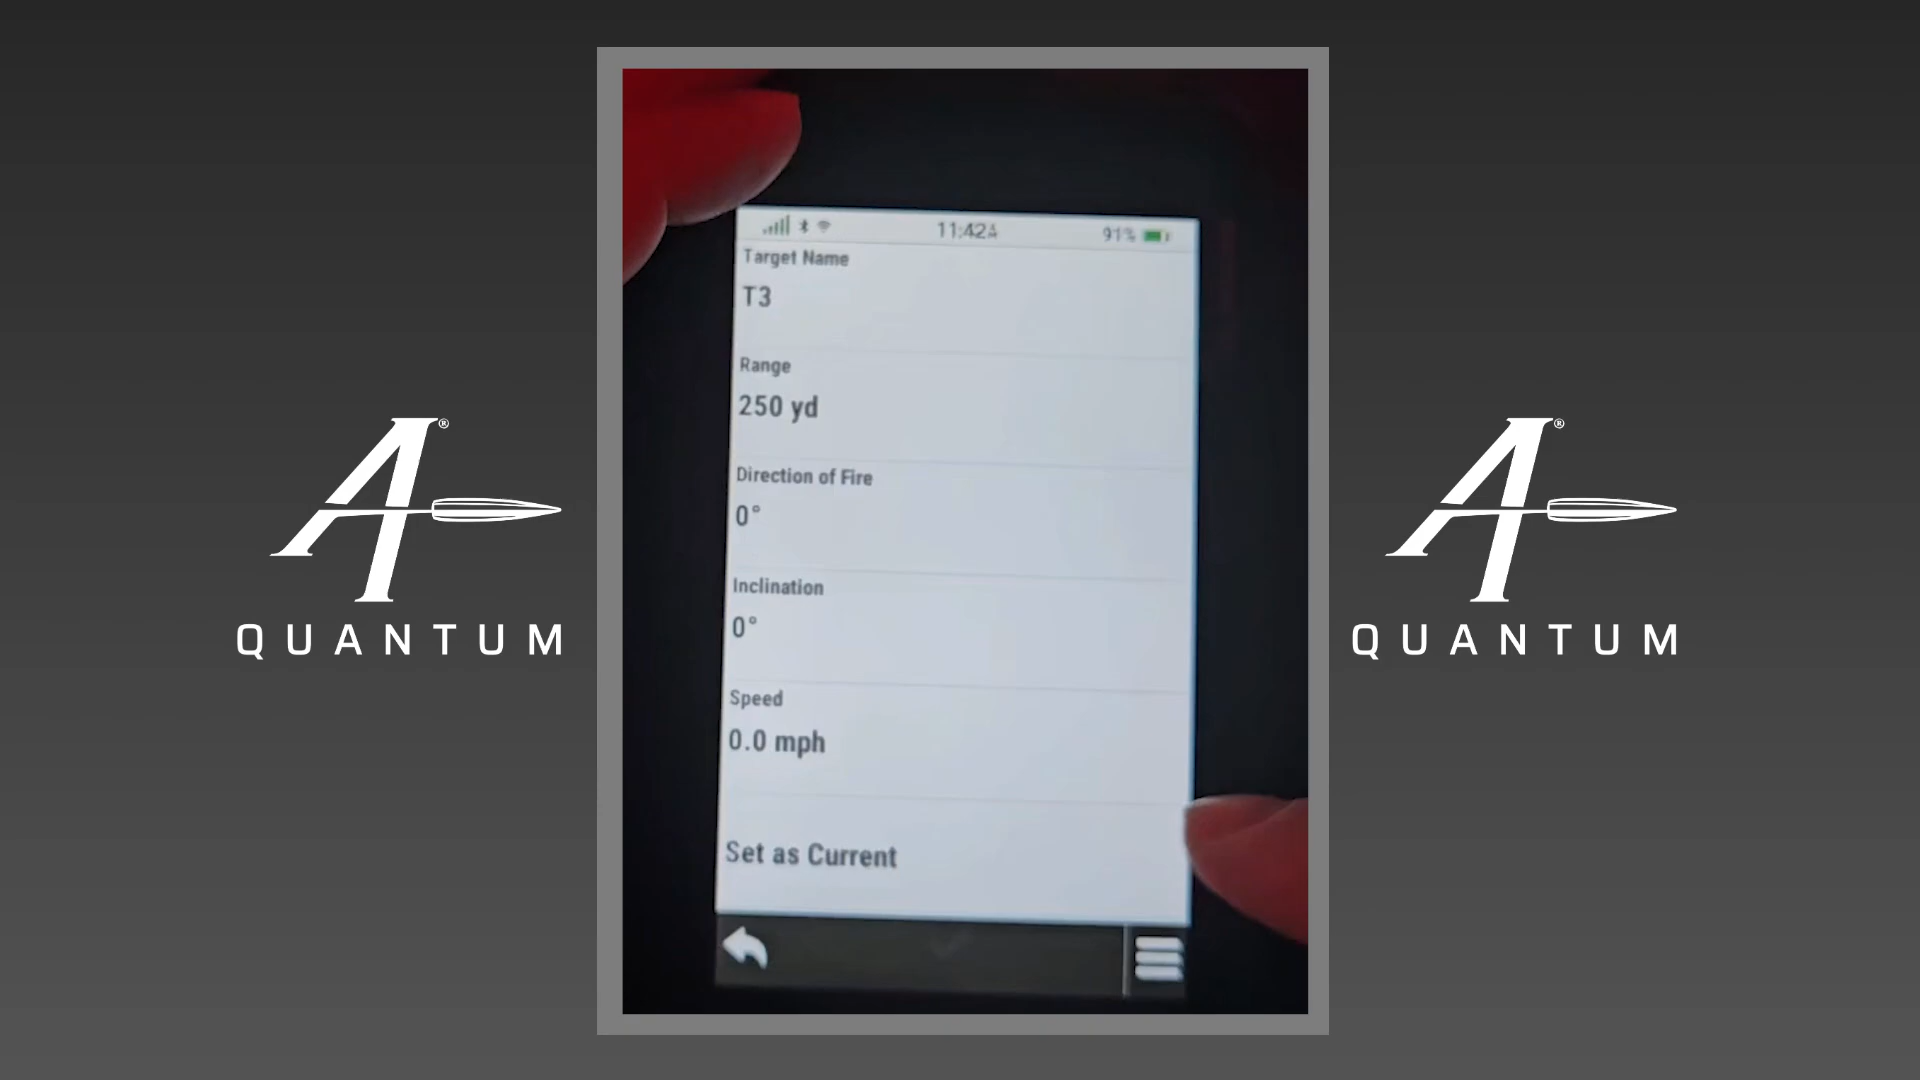 11:42
91%
Target Name
T3
Range
250 yd
Direction of Fire
0°
Inclination
0°
Speed
0.0 mph
Set as Current
A®
QUANTUM
A®
QUANTUM